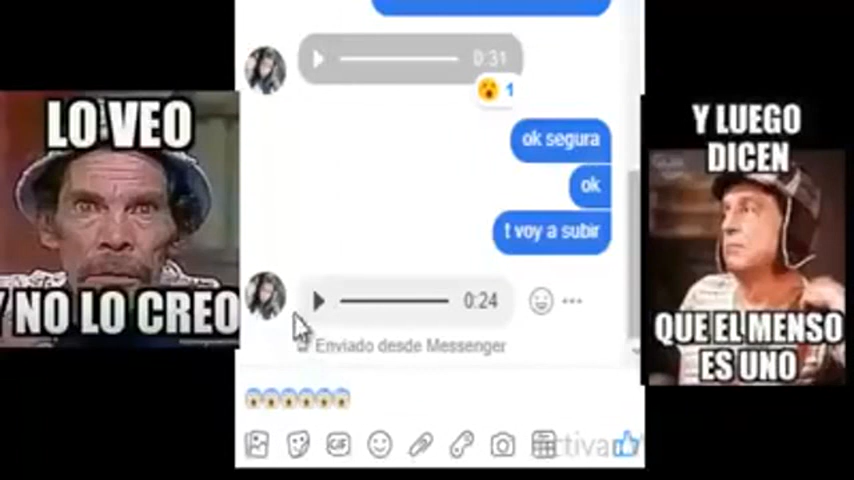 LO VEO
Y NO LO CREO
0:31
1
ok segura
ok
t voy a subir
0:24
Enviado desde Messenger
GIF
Y LUEGO
DICEN
QUE EL MENSO
ES UNO